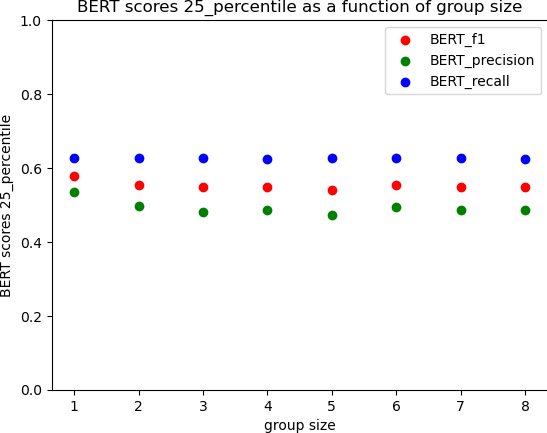 BERT scores 25_percentile as a function of group size
BERT scores 25_percentile
1.0
0.8
0.6
0.4
0.2
0.0
BERT_f1
BERT_precision
BERT_recall
1 2 3 4 5 6 7 8
group size